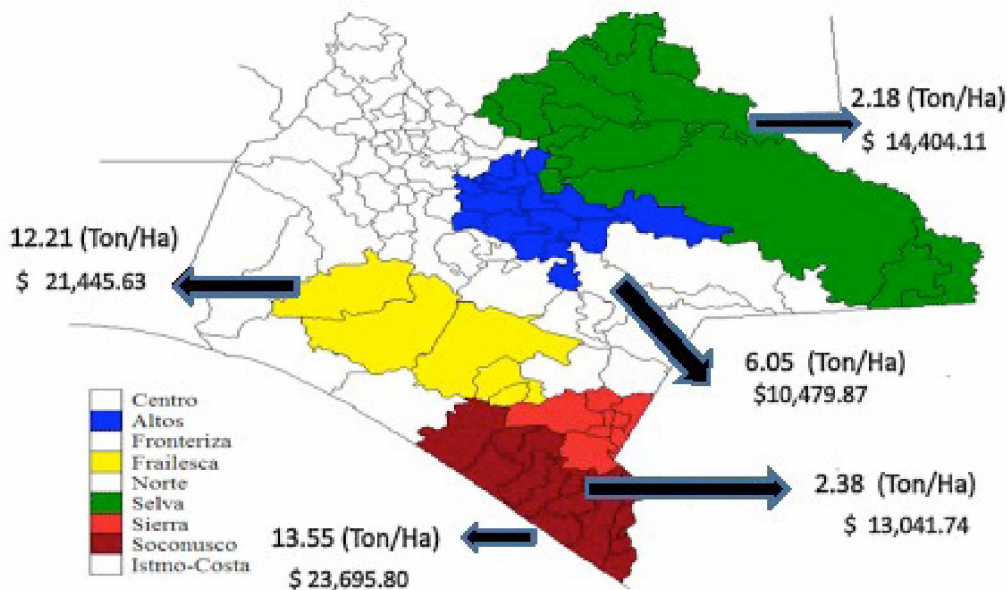 2.18 (Ton/Ha)
$ 14,404.11
12.21 (Ton/Ha)
$ 21,445.63
6.05 (Ton/Ha)
$10,479.87
Centro
Altos
Fronteriza
Frailesca
Norte
Selva
Sierra
Soconusco
Istmo-Costa
2.38 (Ton/Ha)
$ 13,041.74
13.55 (Ton/Ha)
$ 23,695.80